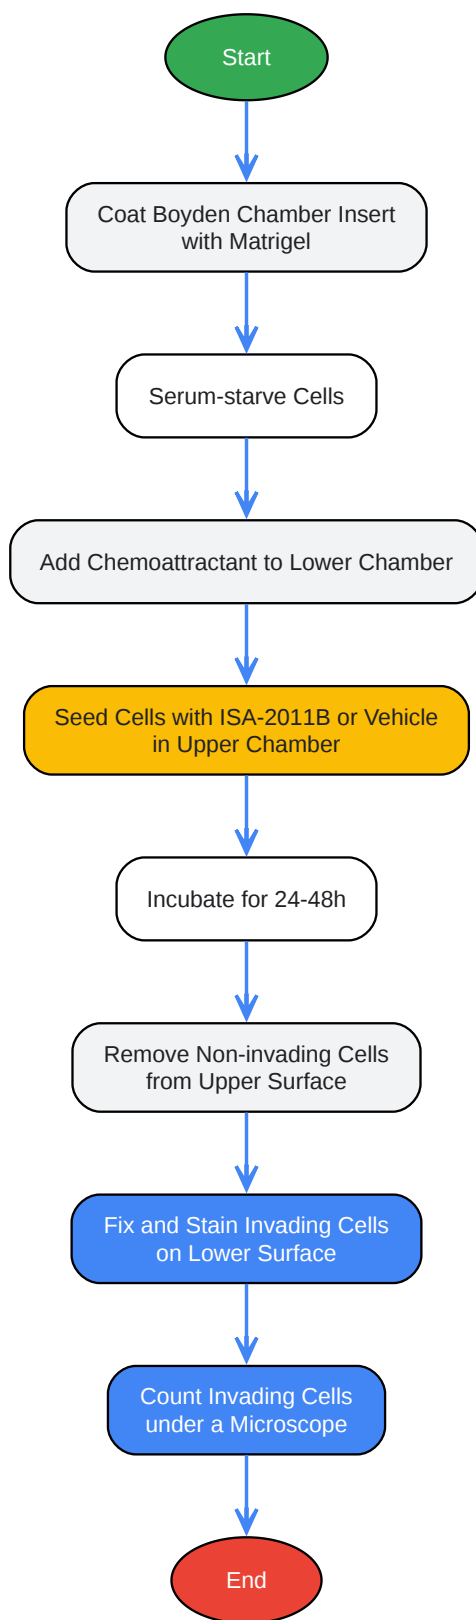 Start
Coat Boyden Chamber Insert
with Matrigel
Serum-starve Cells
Add Chemoattractant to Lower Chamber
Seed Cells with ISA-2011B or Vehicle
in Upper Chamber
Incubate for 24-48h
Remove Non-invading Cells
from Upper Surface
Fix and Stain Invading Cells
on Lower Surface
Count Invading Cells
under a Microscope
End